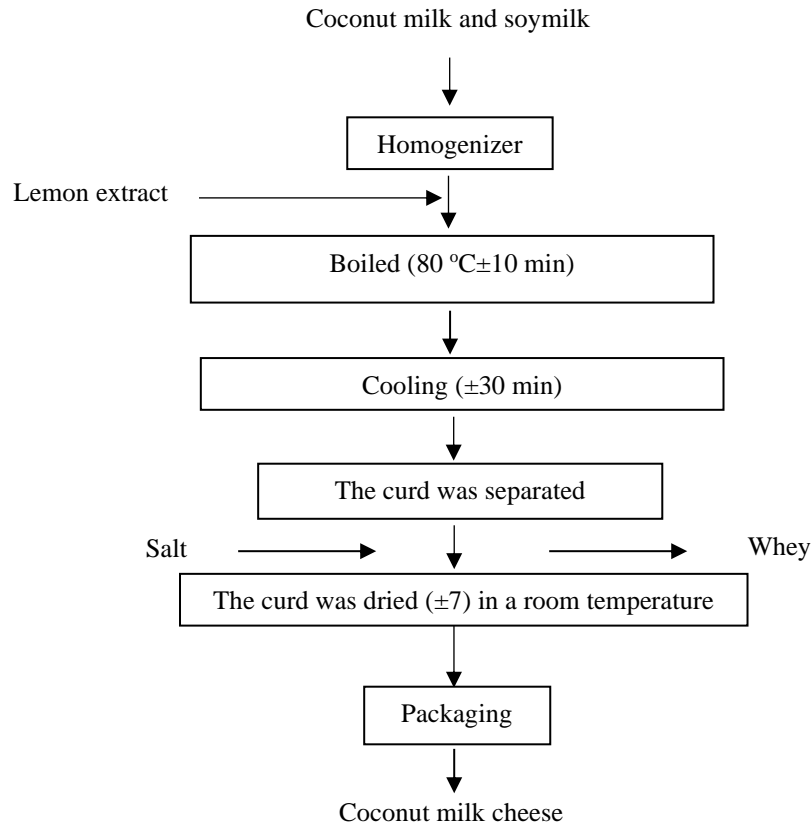 Coconut milk and soymilk
Homogenizer
Lemon extract
Boiled (80 ºC±10 min)
Cooling (±30 min)
The curd was separated
Salt
Whey
The curd was dried (±7) in a room temperature
Packaging
Coconut milk cheese